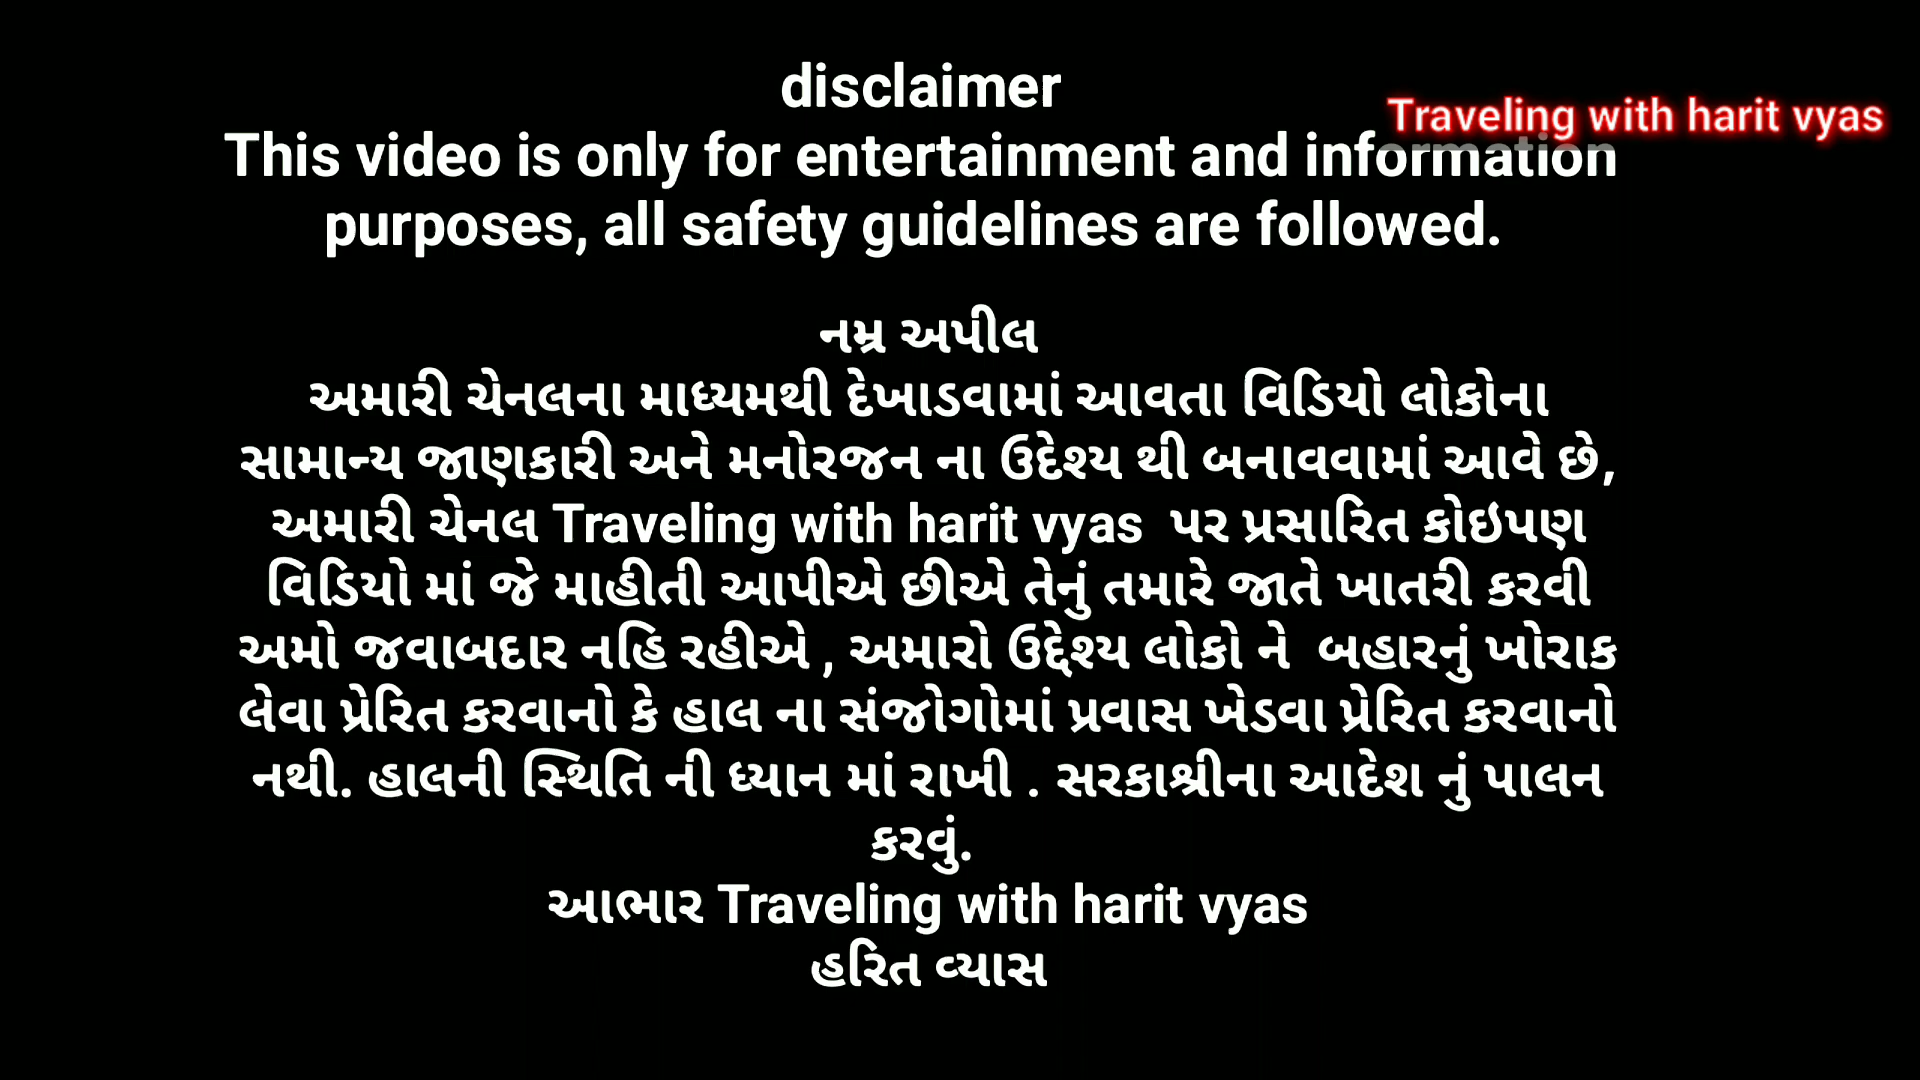 disclaimer
Traveling with harit vyas
This video is only for entertainment and information
purposes, all safety guidelines are followed.
નમ્ર અપીલ
અમારી ચેનલના માધ્યમથી દેખાડવામાં આવતા વિડિયો લોકોના
સામાન્ય જાણકારી અને મનોરજન ના ઉદેશ્ય થી બનાવવામાં આવે છે,
અમારી ચેનલ Traveling with harit vyas પર પ્રસારિત કોઇપણ
વિડિયો માં જે માહીતી આપીએ છીએ તેનું તમારે જાતે ખાતરી કરવી
અમો જવાબદાર નહિ રહીએ , અમારો ઉદ્દેશ્ય લોકો ને બહારનું ખોરાક
લેવા પ્રેરિત કરવાનો કે હાલ ના સંજોગોમાં પ્રવાસ ખેડવા પ્રેરિત કરવાનો
નથી. હાલની સ્થિતિ ની ધ્યાન માં રાખી . સરકાશ્રીના આદેશ નું પાલન
કરવું.
આભાર Traveling with harit vyas
હરિત વ્યાસ